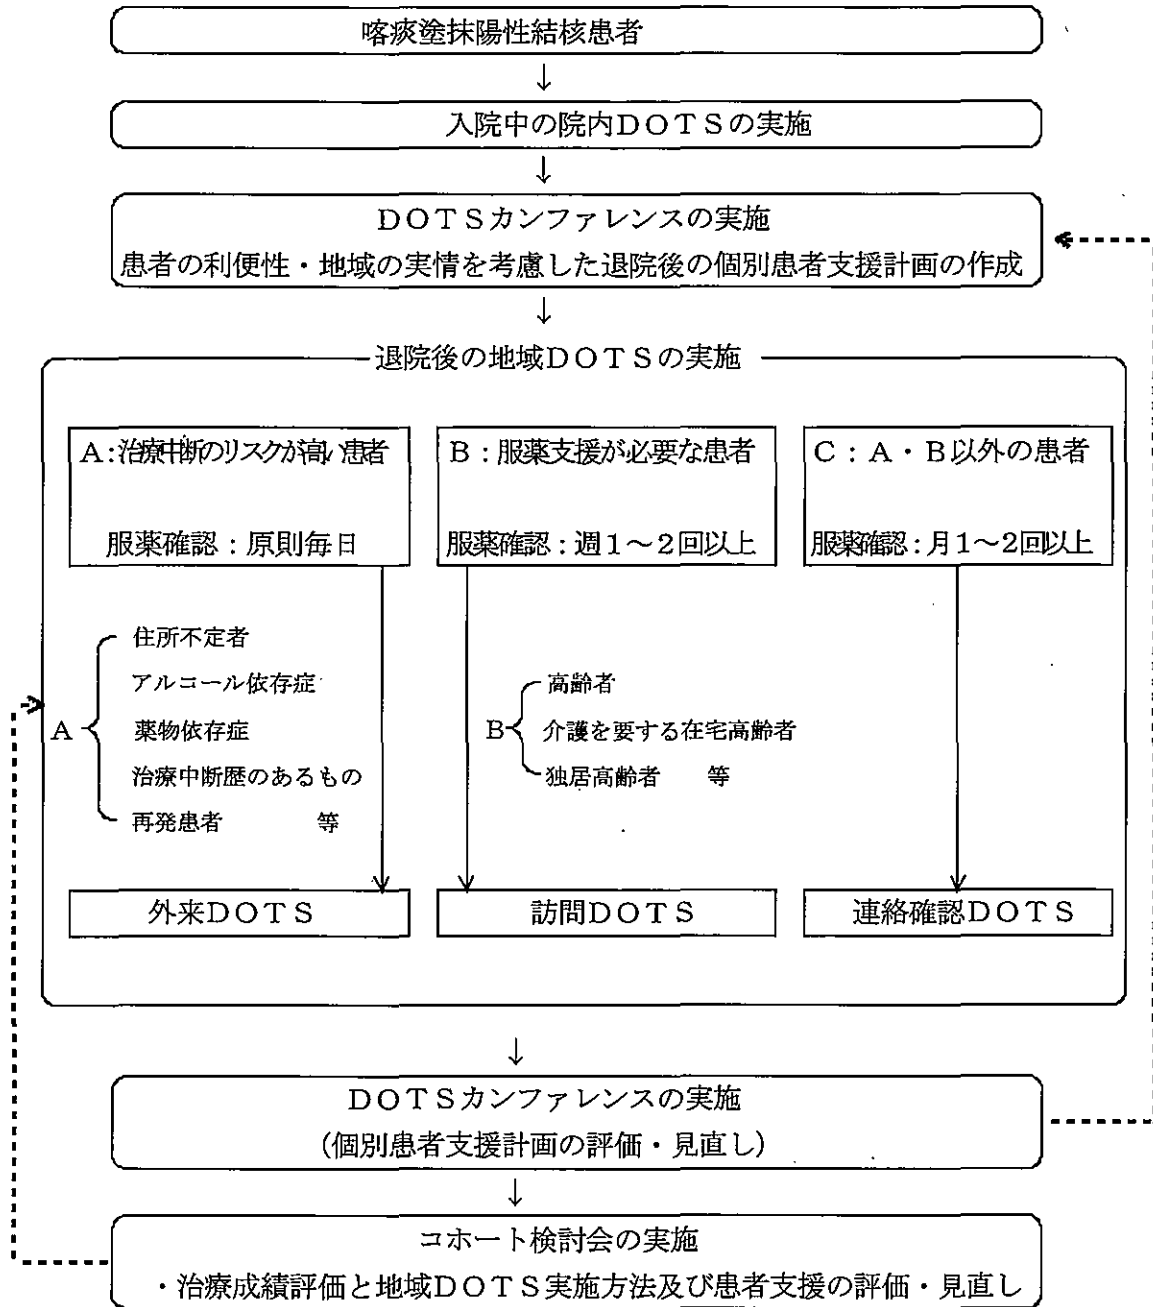 喀痰塗抹陽性結核患者
↓
入院中の院内DOTSの実施
↓
DOTSカンファレンスの実施
患者の利便性・地域の実情を考慮した退院後の個別患者支援計画の作成
↓
退院後の地域DOTSの実施
A:治療中断のリスクが高い患者
服薬確認:原則毎日
B:服薬支援が必要な患者
服薬確認:週1～2回以上
C:A・B以外の患者
服薬確認:月1～2回以上
A
住所不定者
アルコール依存症
薬物依存症
治療中断歴のあるもの
再発患者 等
B
高齢者
介護を要する在宅高齢者
独居高齢者 等
外来DOTS
訪問DOTS
連絡確認DOTS
↓
DOTSカンファレンスの実施
(個別患者支援計画の評価・見直し)
↓
コホート検討会の実施
・治療成績評価と地域DOTS実施方法及び患者支援の評価・見直し